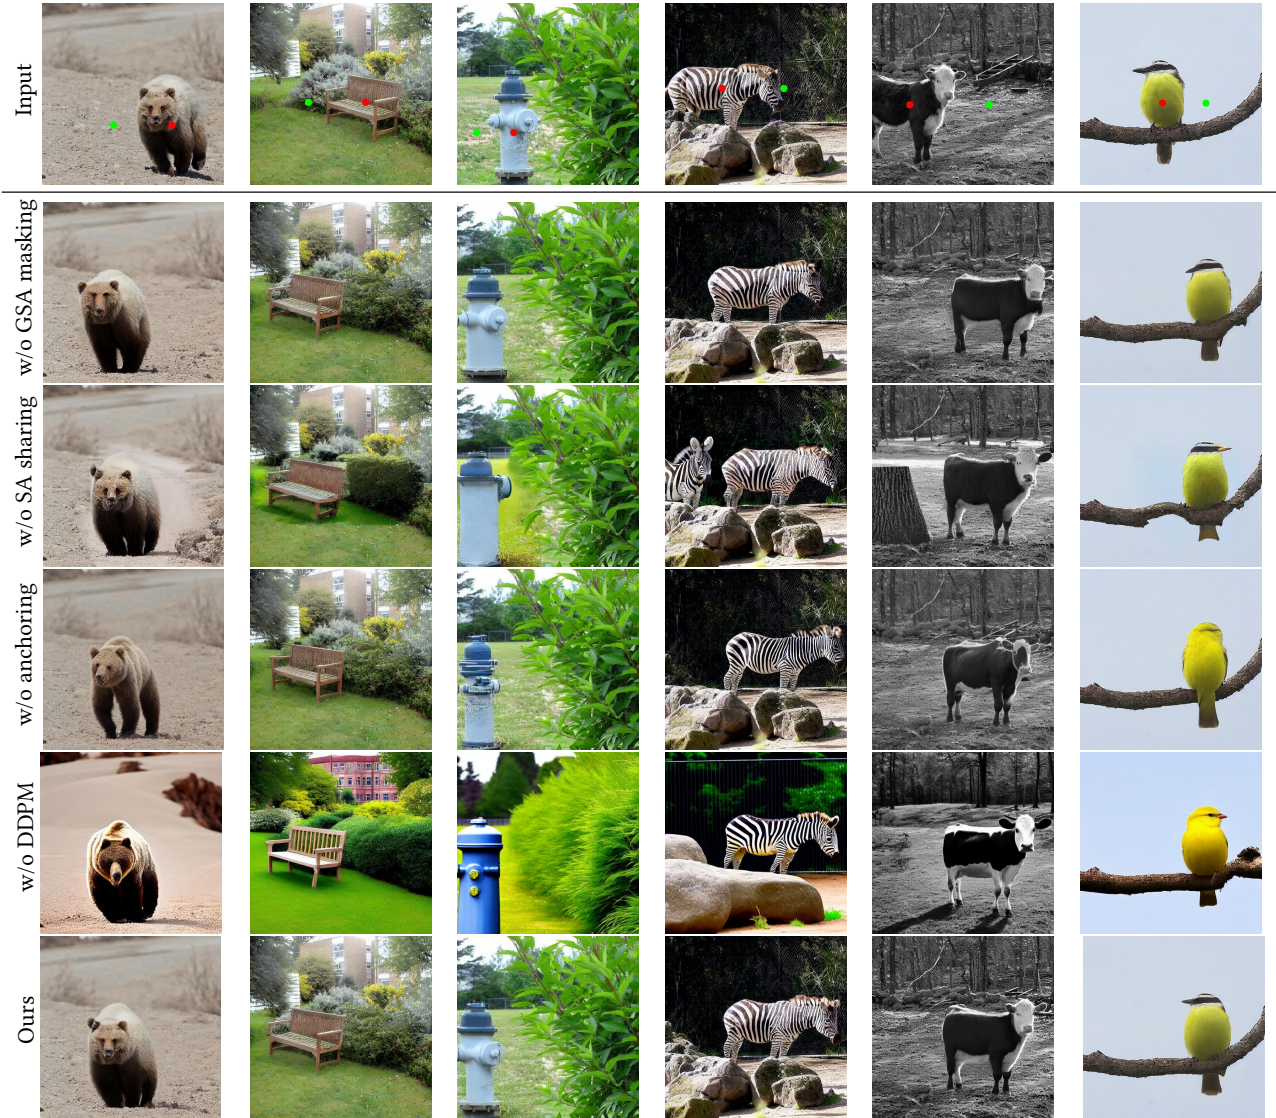 Input
w/o GSA masking
w/o SA sharing
w/o anchoring
w/o DDPM
Ours